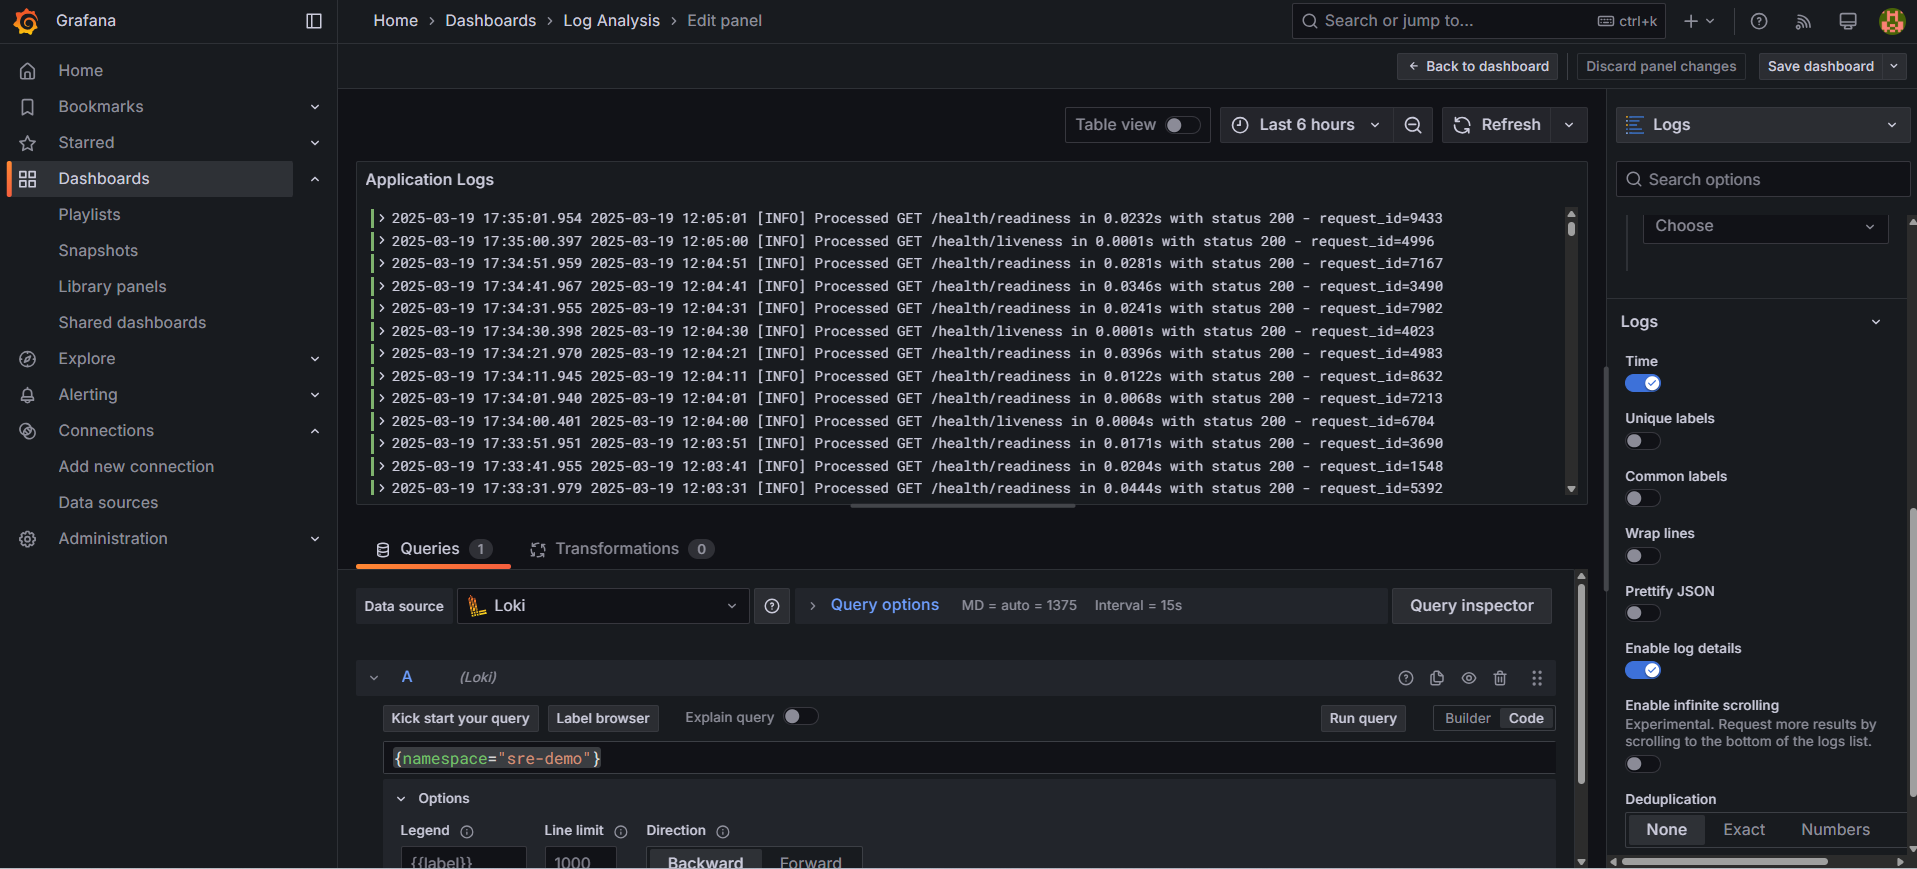 Grafana
Home › Dashboards › Log Analysis › Edit panel
Search or jump to...
ctrl+k
Home
Bookmarks
Starred
Dashboards
Playlists
Snapshots
Library panels
Shared dashboards
Explore
Alerting
Connections
Add new connection
Data sources
Administration
Back to dashboard
Discard panel changes
Save dashboard
Table view
Last 6 hours
Refresh
Application Logs
2025-03-19 17:35:01.954 2025-03-19 12:05:01 [INFO] Processed GET /health/readiness in 0.0232s with status 200 - request_id=9433
2025-03-19 17:35:00.397 2025-03-19 12:05:00 [INFO] Processed GET /health/liveness in 0.0001s with status 200 - request_id=4996
2025-03-19 17:34:51.959 2025-03-19 12:04:51 [INFO] Processed GET /health/readiness in 0.0281s with status 200 - request_id=7167
2025-03-19 17:34:41.967 2025-03-19 12:04:41 [INFO] Processed GET /health/readiness in 0.0346s with status 200 - request_id=3490
2025-03-19 17:34:31.955 2025-03-19 12:04:31 [INFO] Processed GET /health/readiness in 0.0241s with status 200 - request_id=7902
2025-03-19 17:34:30.398 2025-03-19 12:04:30 [INFO] Processed GET /health/liveness in 0.0001s with status 200 - request_id=4023
2025-03-19 17:34:21.970 2025-03-19 12:04:21 [INFO] Processed GET /health/readiness in 0.0396s with status 200 - request_id=4983
2025-03-19 17:34:11.945 2025-03-19 12:04:11 [INFO] Processed GET /health/readiness in 0.0122s with status 200 - request_id=8632
2025-03-19 17:34:01.940 2025-03-19 12:04:01 [INFO] Processed GET /health/readiness in 0.0068s with status 200 - request_id=7213
2025-03-19 17:34:00.401 2025-03-19 12:04:00 [INFO] Processed GET /health/liveness in 0.0004s with status 200 - request_id=6704
2025-03-19 17:33:51.951 2025-03-19 12:03:51 [INFO] Processed GET /health/readiness in 0.0171s with status 200 - request_id=3690
2025-03-19 17:33:41.955 2025-03-19 12:03:41 [INFO] Processed GET /health/readiness in 0.0204s with status 200 - request_id=1548
2025-03-19 17:33:31.979 2025-03-19 12:03:31 [INFO] Processed GET /health/readiness in 0.0444s with status 200 - request_id=5392
Queries 1
Transformations 0
Data source
Loki
Query options
MD = auto = 1375
Interval = 15s
Query inspector
A
(Loki)
Kick start your query
Label browser
Explain query
Run query
Builder
Code
{namespace="sre-demo"}
Options
Legend
Line limit
Direction
{{label}}
1000
Backward
Forward
Logs
Search options
Choose
Logs
Time
Unique labels
Common labels
Wrap lines
Prettify JSON
Enable log details
Enable infinite scrolling
Experimental. Request more results by
scrolling to the bottom of the logs list.
Deduplication
None
Exact
Numbers